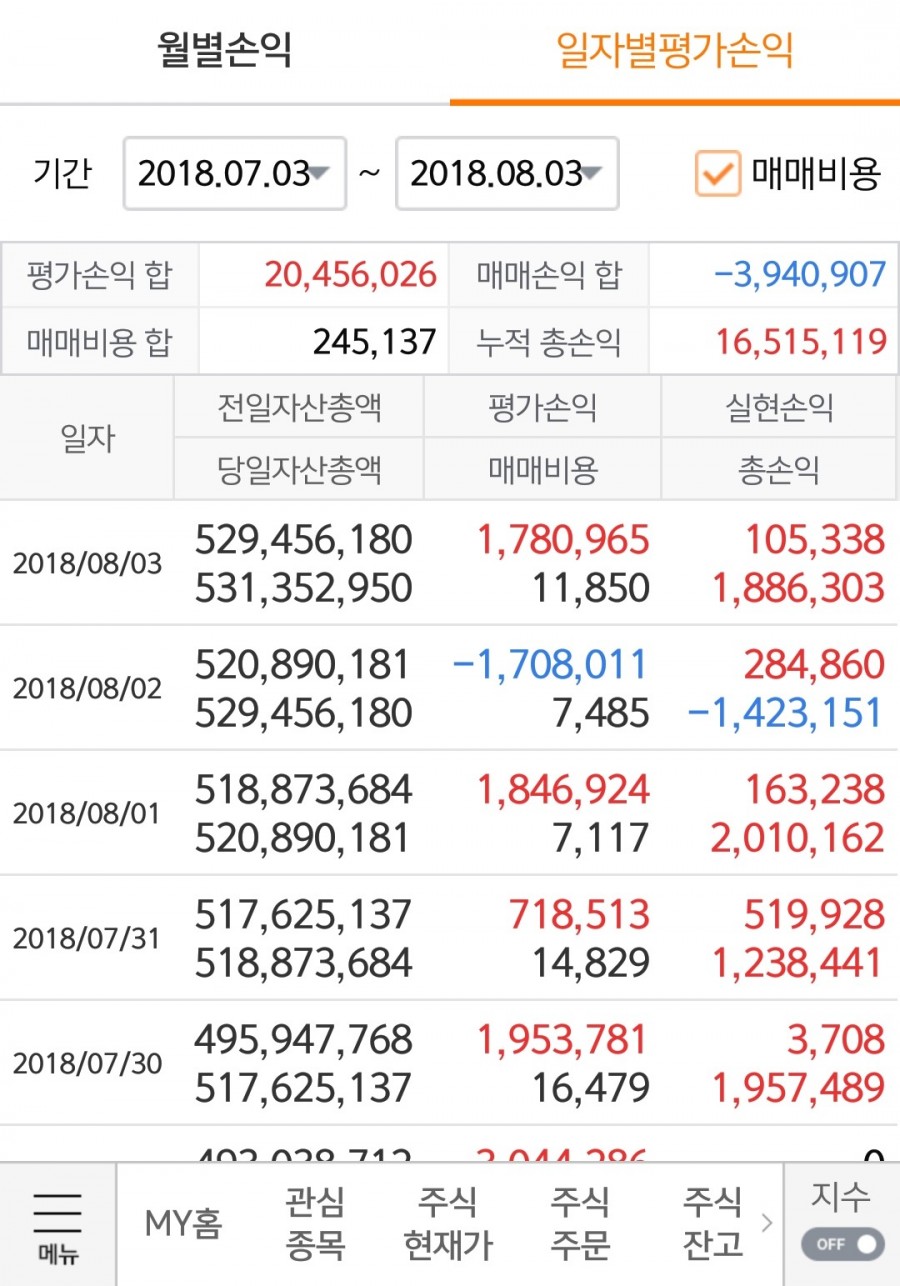 월별손익 일자별평가손익
기간 2018.07.03 ~ 2018.08.03 매매비용
평가손익 합 20,456,026 매매손익 합 -3,940,907
매매비용 합 245,137 누적 총손익 16,515,119
일자 전일자산총액 평가손익 실현손익
당일자산총액 매매비용 총손익
2018/08/03 529,456,180 1,780,965 105,338
531,352,950 11,850 1,886,303
2018/08/02 520,890,181 -1,708,011 284,860
529,456,180 7,485 -1,423,151
2018/08/01 518,873,684 1,846,924 163,238
520,890,181 7,117 2,010,162
2018/07/31 517,625,137 718,513 519,928
518,873,684 14,829 1,238,441
2018/07/30 495,947,768 1,953,781 3,708
517,625,137 16,479 1,957,489
메뉴 MY홈 관심 종목 주식 현재가 주식 주문 주식 잔고 지수 OFF